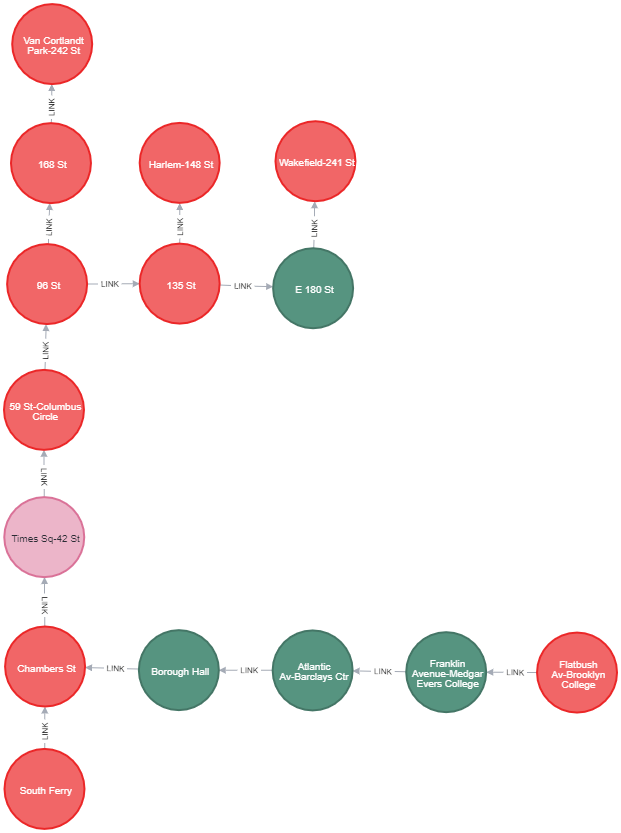 Van Cortlandt
Park-242 St
LINK
168 St
Harlem-148 St
Wakefield-241 St
LINK
LINK
LINK
96 St
LINK
135 St
LINK
E 180 St
LINK
59 St-Columbus
Circle
LINK
Times Sq-42 St
LINK
Chambers St
LINK
Borough Hall
LINK
Atlantic
Av-Barclays Ctr
LINK
Franklin
Avenue-Medgar
Evers College
LINK
Flatbush
Av-Brooklyn
College
LINK
South Ferry